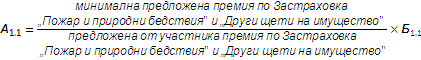 минимална предложена премия по Застраховка
„Пожар и природни бедствия" и „Други щети на имущество"
A1.1 = × Б1.1
предложена от участника премия по Застраховка
„Пожар и природни бедствия" и „Други щети на имущество"